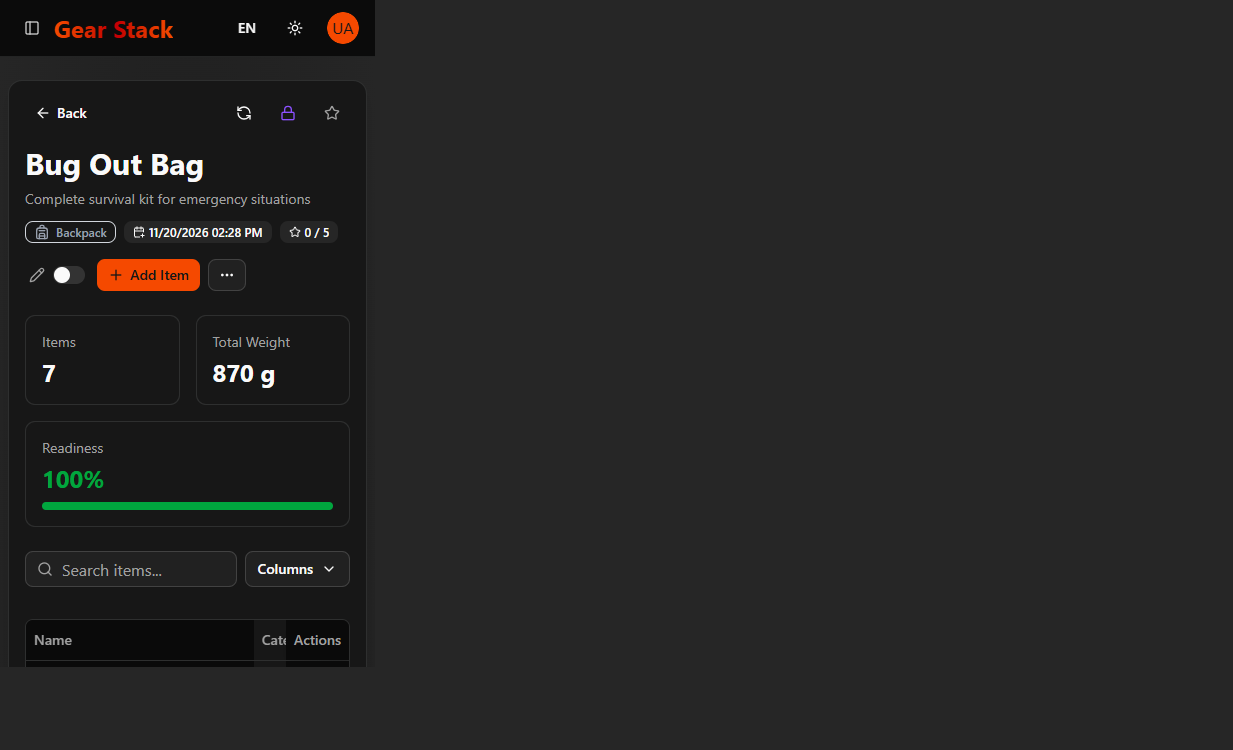 Gear Stack EN UA
Back
Bug Out Bag
Complete survival kit for emergency situations
Backpack 11/20/2026 02:28 PM 0 / 5
Add Item
Items Total Weight
7 870 g
Readiness
100%
Search items... Columns
Name Cate Actions